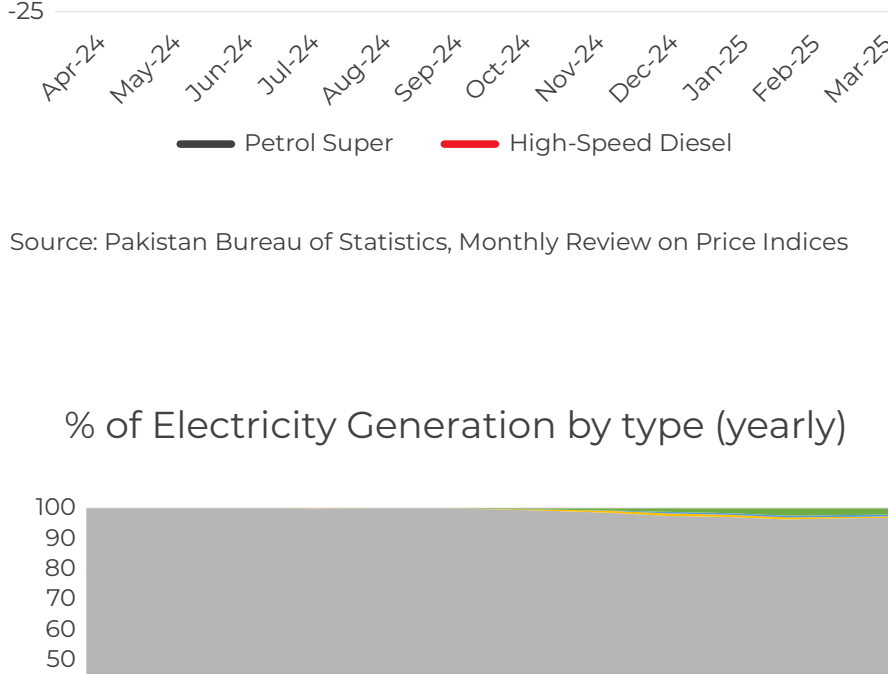 -25
Apr-24 May-24 Jun-24 Jul-24 Aug-24 Sep-24 Oct-24 Nov-24 Dec-24 Jan-25 Feb-25 Mar-25
Petrol Super High-Speed Diesel
Source: Pakistan Bureau of Statistics, Monthly Review on Price Indices
% of Electricity Generation by type (yearly)
100
90
80
70
60
50